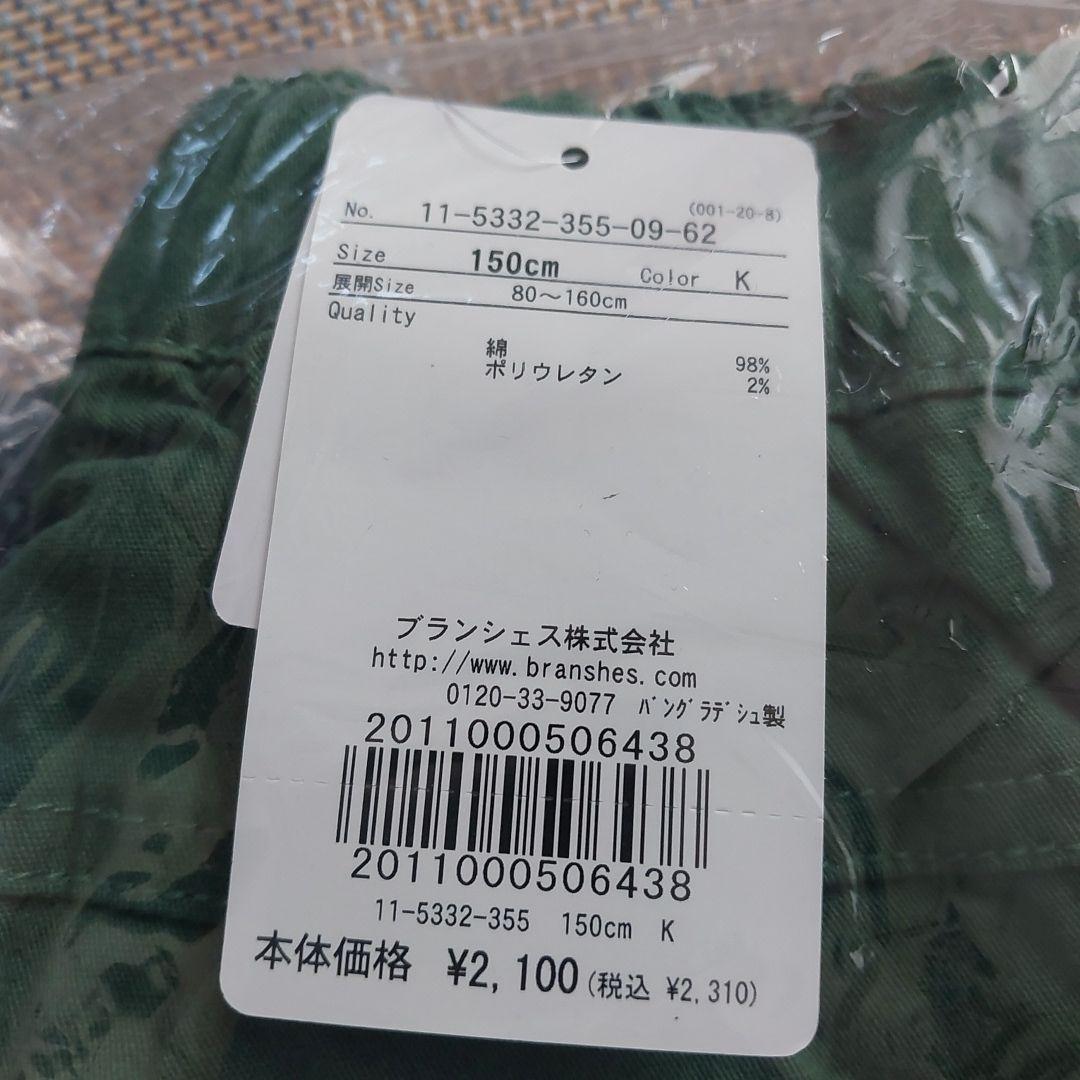 (001-20-8)
No. 11-5332-355-09-62
Size 150cm Color K
展開Size 80～160cm
Quality
綿 98%
ポリウレタン 2%
ブランシェス株式会社
http://www.branshes.com
0120-33-9077 ﾊﾞﾝｸﾞﾗﾃﾞｼｭ製
2011000506438
2011000506438
11-5332-355 150cm K
本体価格 ¥2,100(税込 ¥2,310)